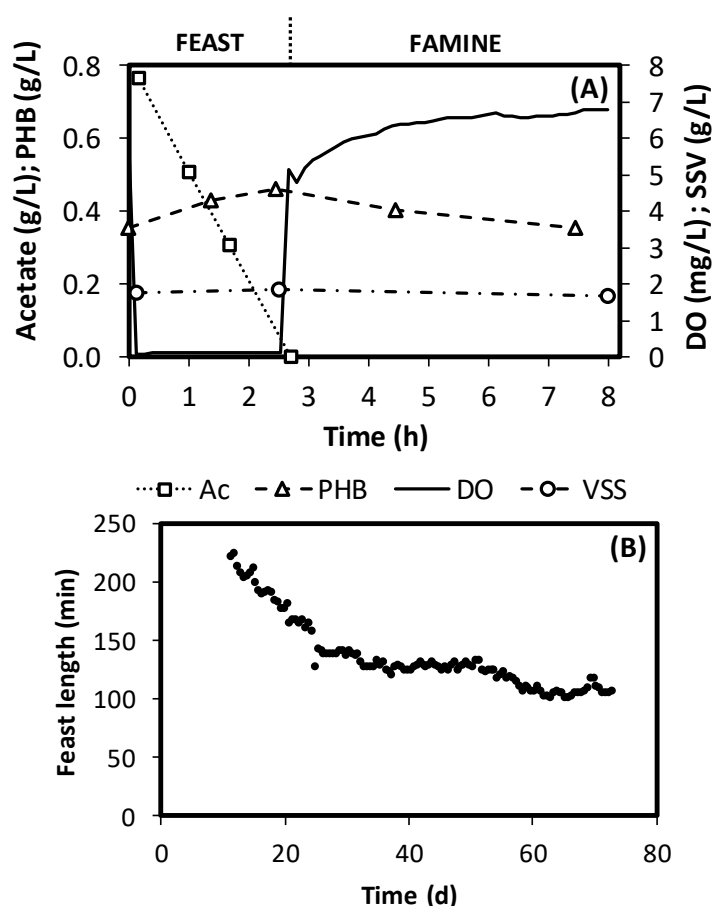 FEAST FAMINE
(A)
Acetate (g/L); PHB (g/L)
0.8
0.6
0.4
0.2
0.0
8
7
6
5
4
3
2
1
0
DO (mg/L) ; SSV (g/L)
0 1 2 3 4 5 6 7 8
Time (h)
Ac PHB DO VSS
(B)
Feast length (min)
250
200
150
100
50
0
0 20 40 60 80
Time (d)